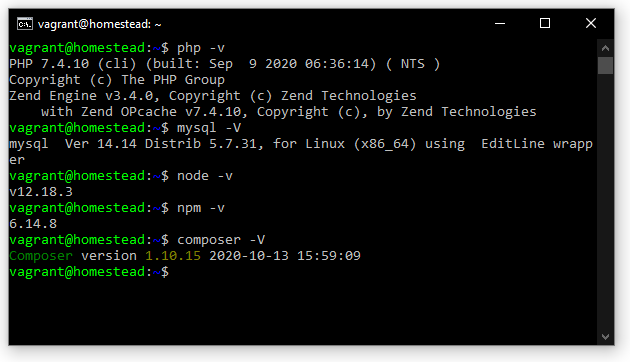 vagrant@homestead: ~
vagrant@homestead:~$ php -v
PHP 7.4.10 (cli) (built: Sep  9 2020 06:36:14) ( NTS )
Copyright (c) The PHP Group
Zend Engine v3.4.0, Copyright (c) Zend Technologies
    with Zend OPcache v7.4.10, Copyright (c), by Zend Technologies
vagrant@homestead:~$ mysql -V
mysql  Ver 14.14 Distrib 5.7.31, for Linux (x86_64) using  EditLine wrapp
er
vagrant@homestead:~$ node -v
v12.18.3
vagrant@homestead:~$ npm -v
6.14.8
vagrant@homestead:~$ composer -V
Composer version 1.10.15 2020-10-13 15:59:09
vagrant@homestead:~$